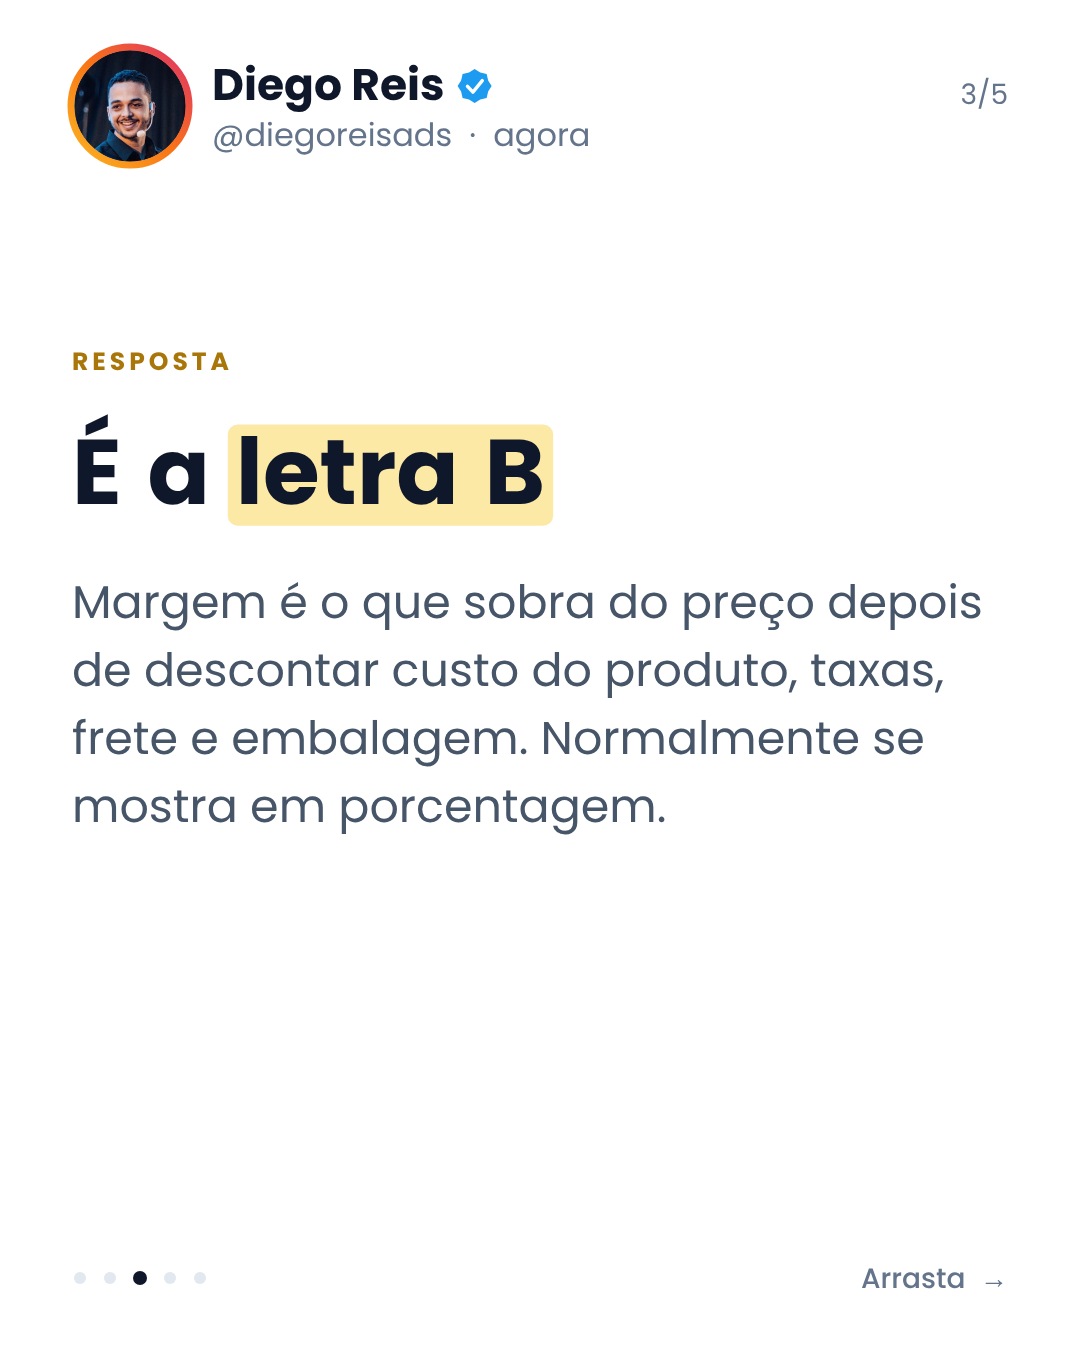 Diego Reis
@diegoreisads · agora
3/5
RESPOSTA
É a letra B
Margem é o que sobra do preço depois
de descontar custo do produto, taxas,
frete e embalagem. Normalmente se
mostra em porcentagem.
Arrasta →